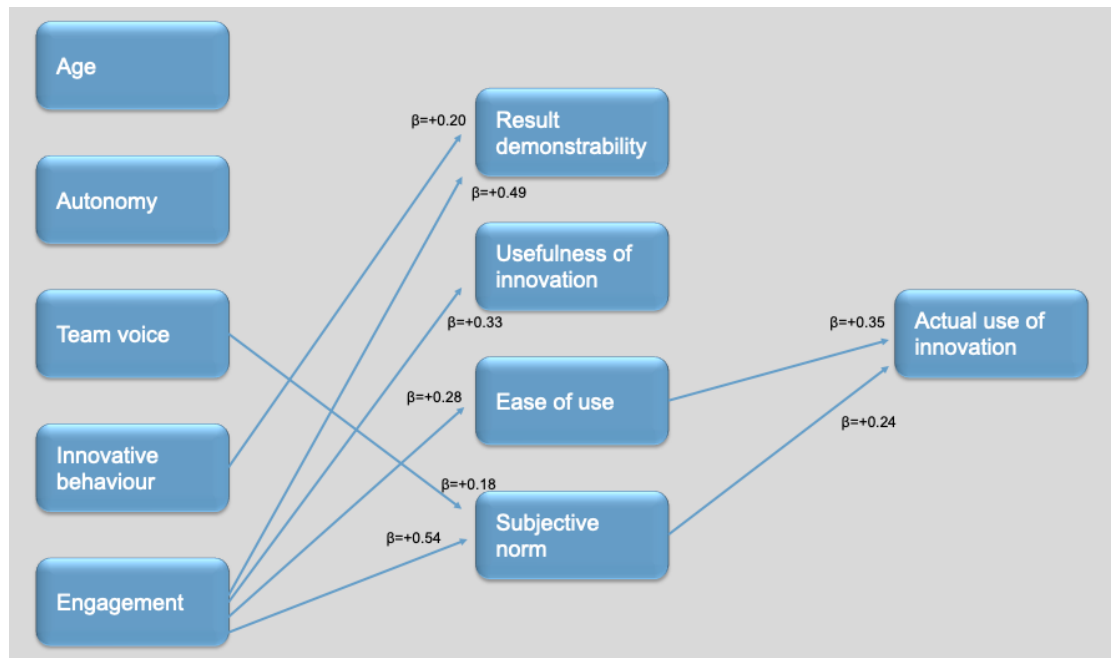 Age
Autonomy
Team voice
Innovative
behaviour
Engagement
β=+0.20
β=+0.49
β=+0.33
β=+0.28
β=+0.18
β=+0.54
Result
demonstrability
Usefulness of
innovation
Ease of use
Subjective
norm
β=+0.35
β=+0.24
Actual use of
innovation